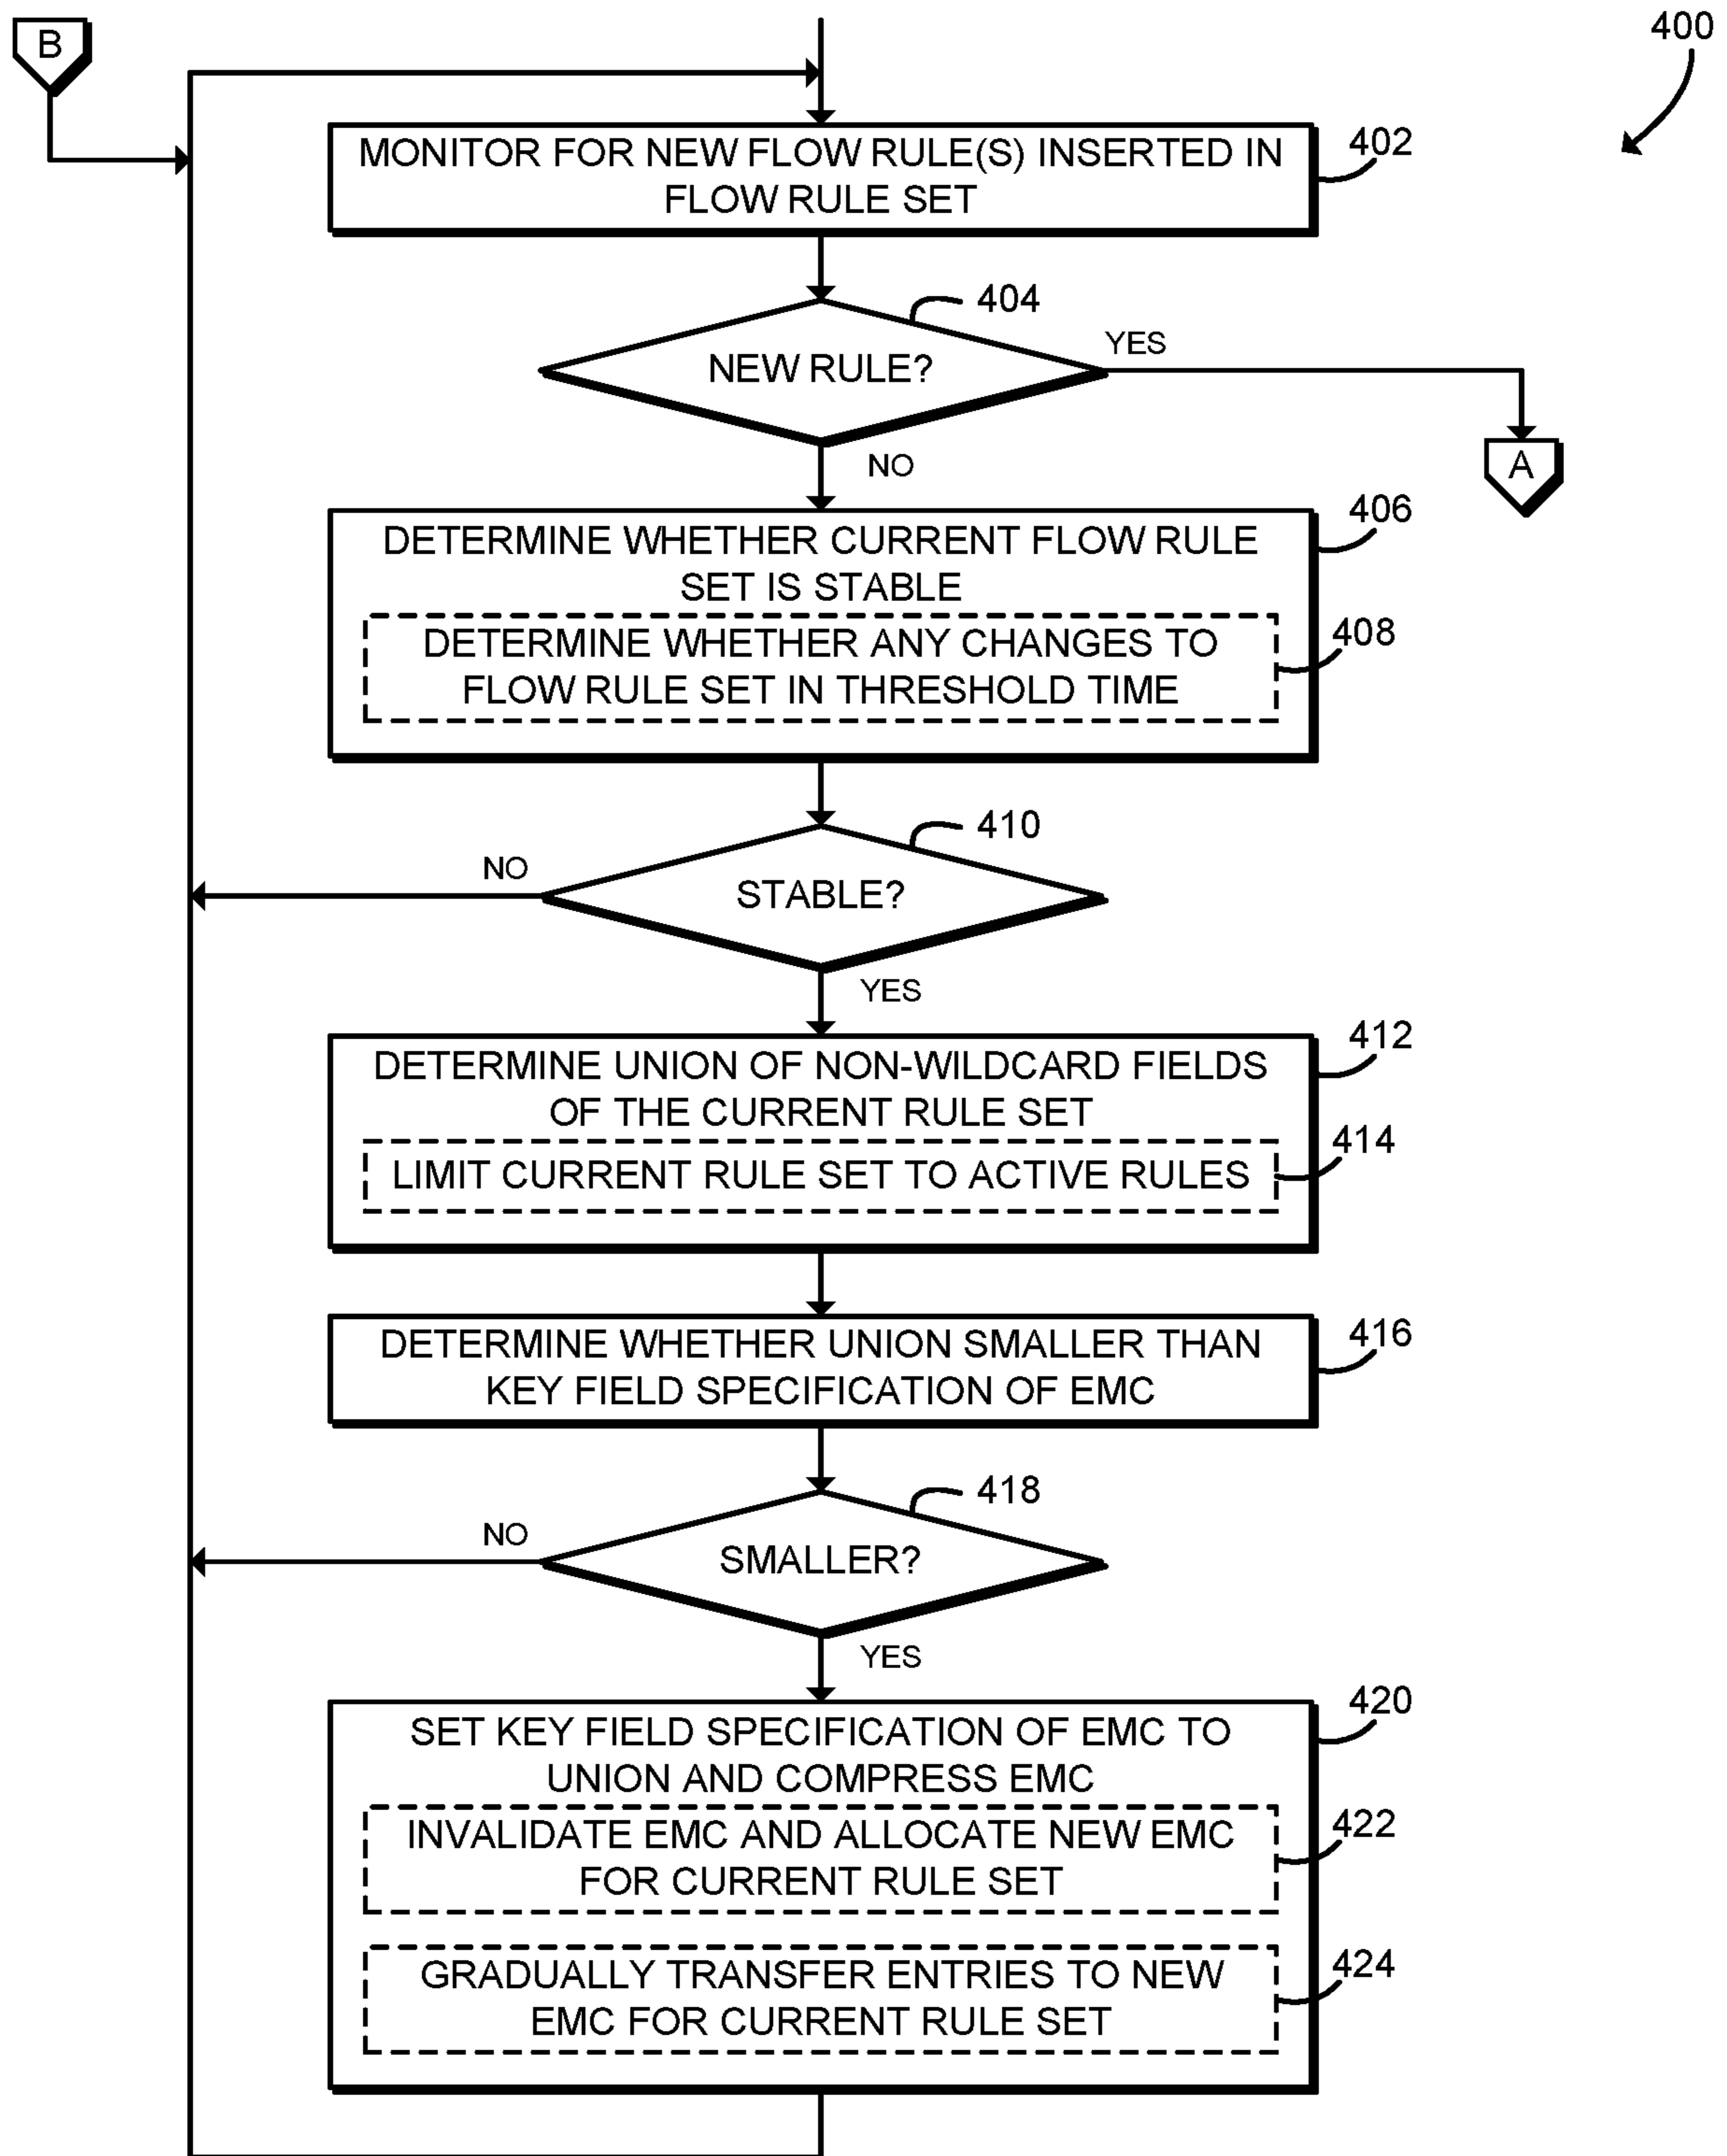 B
400
MONITOR FOR NEW FLOW RULE(S) INSERTED IN
FLOW RULE SET
402
404
NEW RULE?
YES
NO
A
DETERMINE WHETHER CURRENT FLOW RULE
SET IS STABLE
406
DETERMINE WHETHER ANY CHANGES TO
FLOW RULE SET IN THRESHOLD TIME
408
410
STABLE?
NO
YES
DETERMINE UNION OF NON-WILDCARD FIELDS
OF THE CURRENT RULE SET
412
LIMIT CURRENT RULE SET TO ACTIVE RULES
414
DETERMINE WHETHER UNION SMALLER THAN
KEY FIELD SPECIFICATION OF EMC
416
418
SMALLER?
NO
YES
SET KEY FIELD SPECIFICATION OF EMC TO
UNION AND COMPRESS EMC
420
INVALIDATE EMC AND ALLOCATE NEW EMC
FOR CURRENT RULE SET
422
GRADUALLY TRANSFER ENTRIES TO NEW
EMC FOR CURRENT RULE SET
424